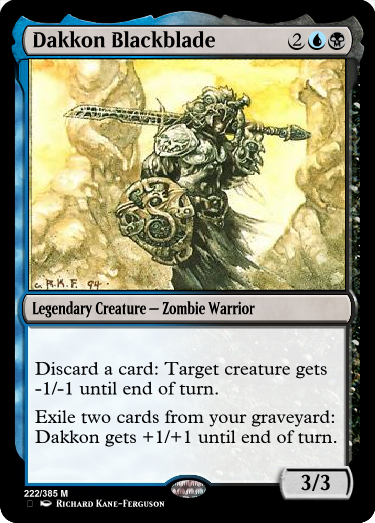 Dakkon Blackblade 2
G. R.K.F. 94.
Legendary Creature – Zombie Warrior
Discard a card: Target creature gets
-1/-1 until end of turn.
Exile two cards from your graveyard:
Dakkon gets +1/+1 until end of turn.
3/3
222/385 M
Richard Kane-Ferguson